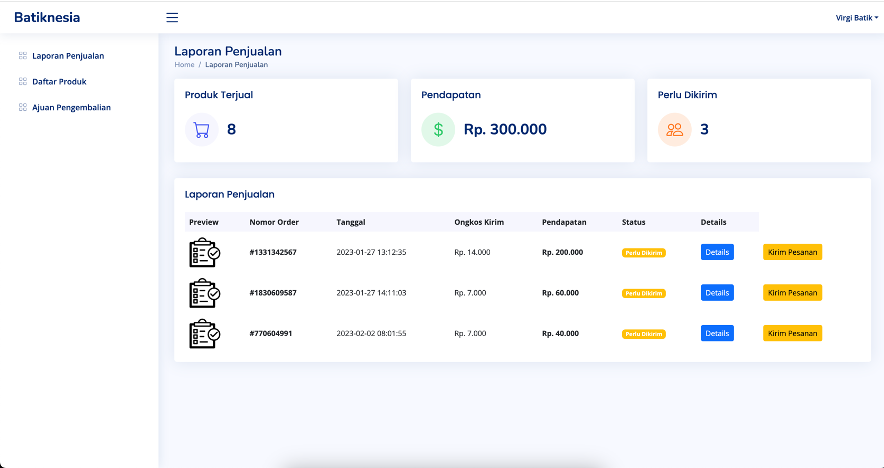 Batiknesia
Virgi Batik
Laporan Penjualan
Daftar Produk
Ajuan Pengembalian
Laporan Penjualan
Home / Laporan Penjualan
Produk Terjual
8
Pendapatan
$
Rp. 300.000
Perlu Dikirim
3
Laporan Penjualan
Preview Nomor Order Tanggal Ongkos Kirim Pendapatan Status Details
#1331342567 2023-01-27 13:12:35 Rp. 14.000 Rp. 200.000 Perlu Dikirim Details Kirim Pesanan
#1830609587 2023-01-27 14:11:03 Rp. 7.000 Rp. 60.000 Perlu Dikirim Details Kirim Pesanan
#770604991 2023-02-02 08:01:55 Rp. 7.000 Rp. 40.000 Perlu Dikirim Details Kirim Pesanan